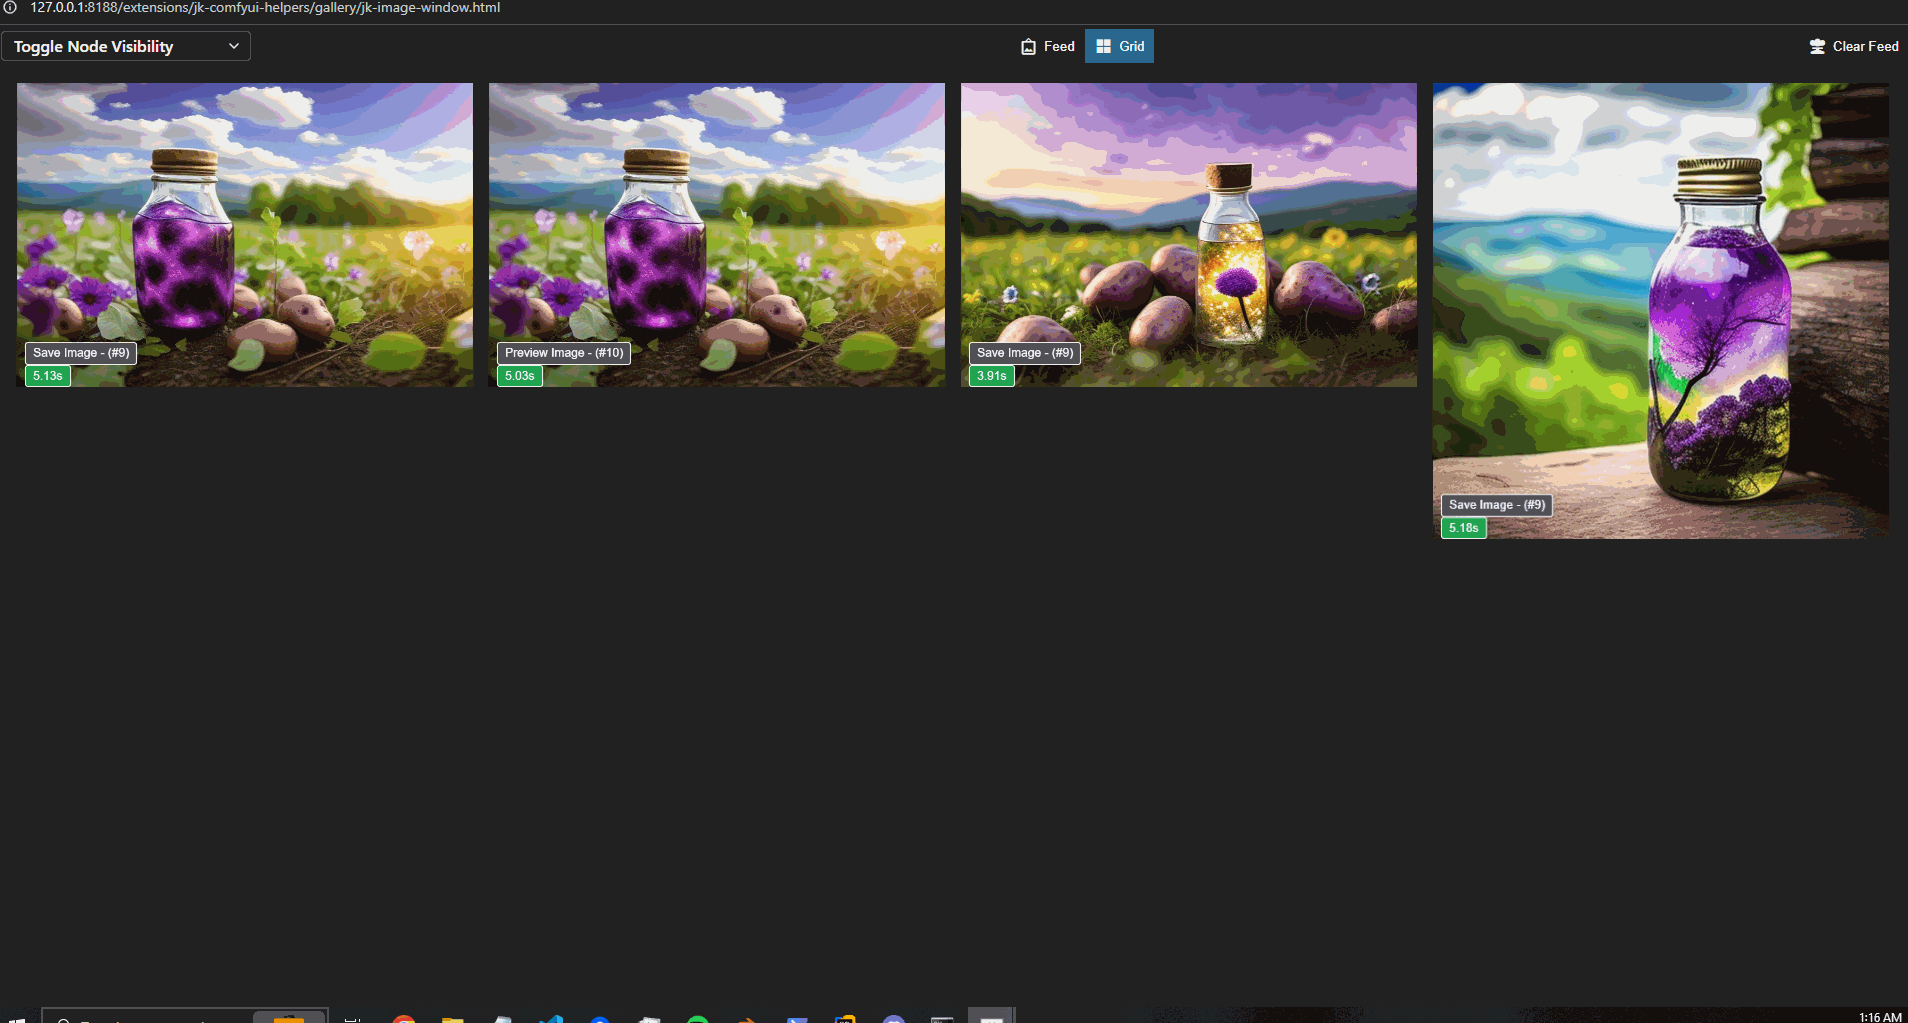 127.0.0.1:8188/extensions/jk-comfyui-helpers/gallery/jk-image-window.html
Toggle Node Visibility
Feed
Grid
Clear Feed
Save Image - (#9)
5.13s
Preview Image - (#10)
5.03s
Save Image - (#9)
3.91s
Save Image - (#9)
5.18s
1:16 AM